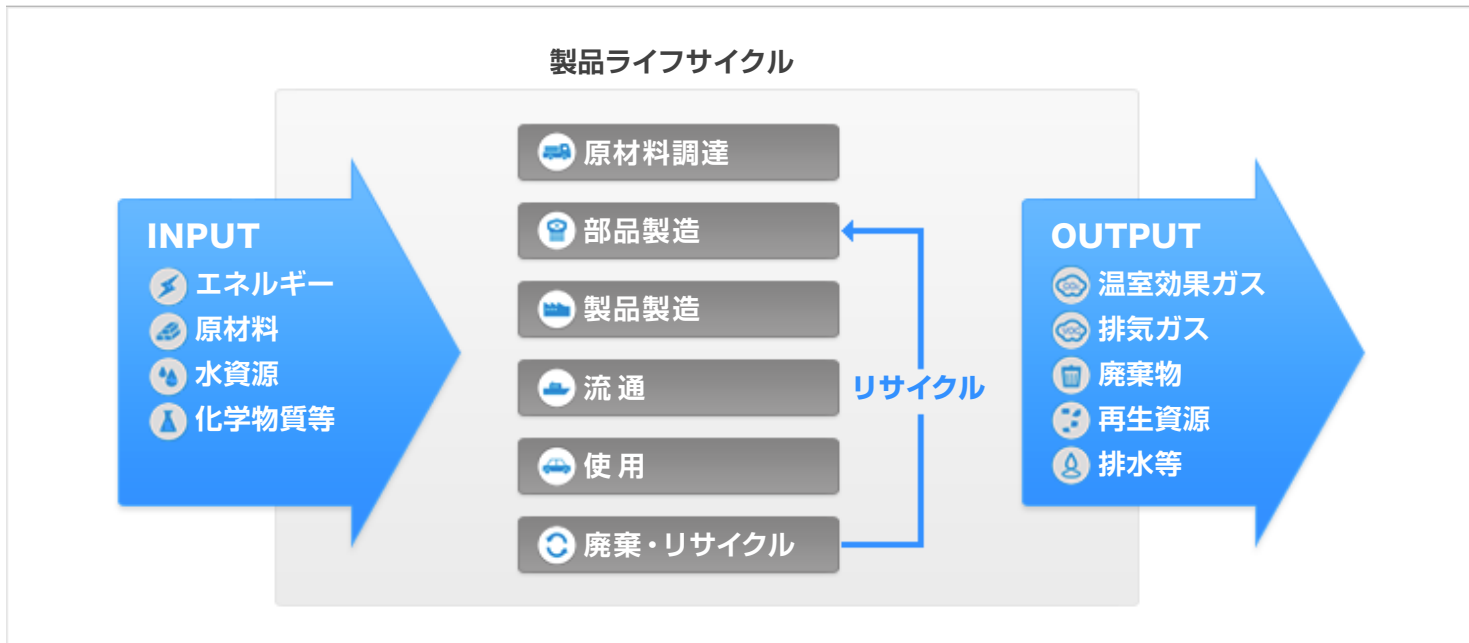 製品ライフサイクル
INPUT
エネルギー
原材料
水資源
化学物質等
原材料調達
部品製造
製品製造
流通
使用
廃棄・リサイクル
リサイクル
OUTPUT
温室効果ガス
排気ガス
廃棄物
再生資源
排水等